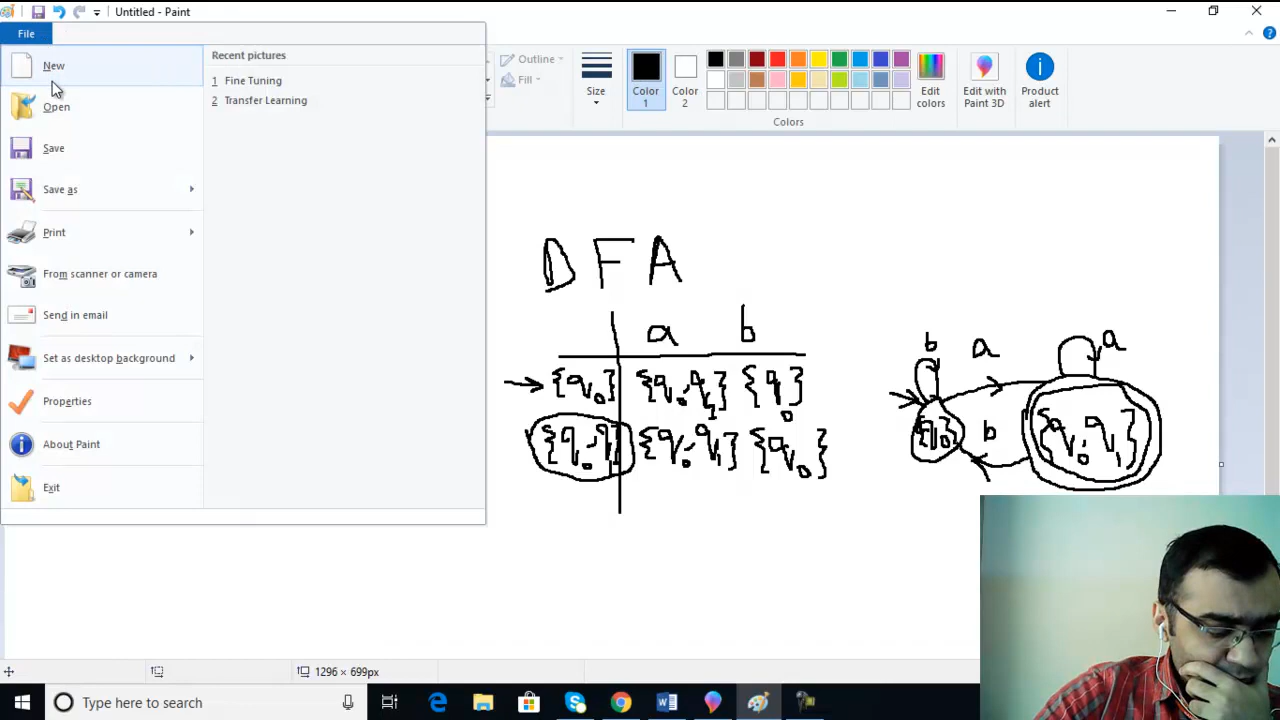 Untitled - Paint
File
New
Open
Save
Save as
Print
From scanner or camera
Send in email
Set as desktop background
Properties
About Paint
Exit
Recent pictures
1 Fine Tuning
2 Transfer Learning
Outline
Fill
Size
Color 1
Color 2
Edit colors
Edit with Paint 3D
Product alert
Colors
DFA
a b
{q0} {q0,q1} {q0}
{q0,q1} {q0,q1} {q0}
b a a
{q0} b {q0,q1}
1296 × 699px
Type here to search